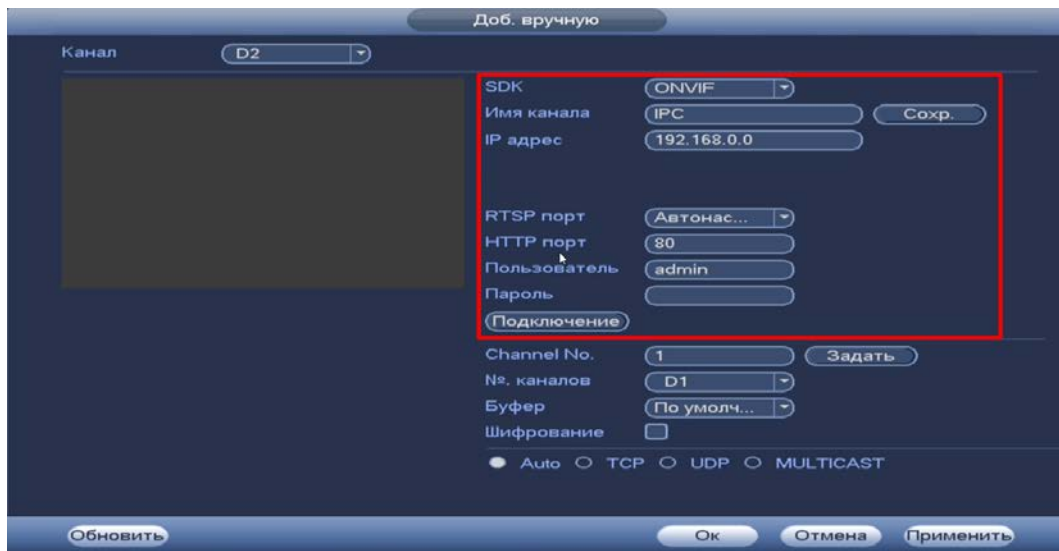 Доб. вручную
Канал D2
SDK ONVIF
Имя канала IPC Сохр.
IP адрес 192.168.0.0
RTSP порт Автонас...
HTTP порт 80
Пользователь admin
Пароль
Подключение
Channel No. 1 Задать
№. каналов D1
Буфер По умолч...
Шифрование
Auto TCP UDP MULTICAST
Обновить Ок Отмена Применить